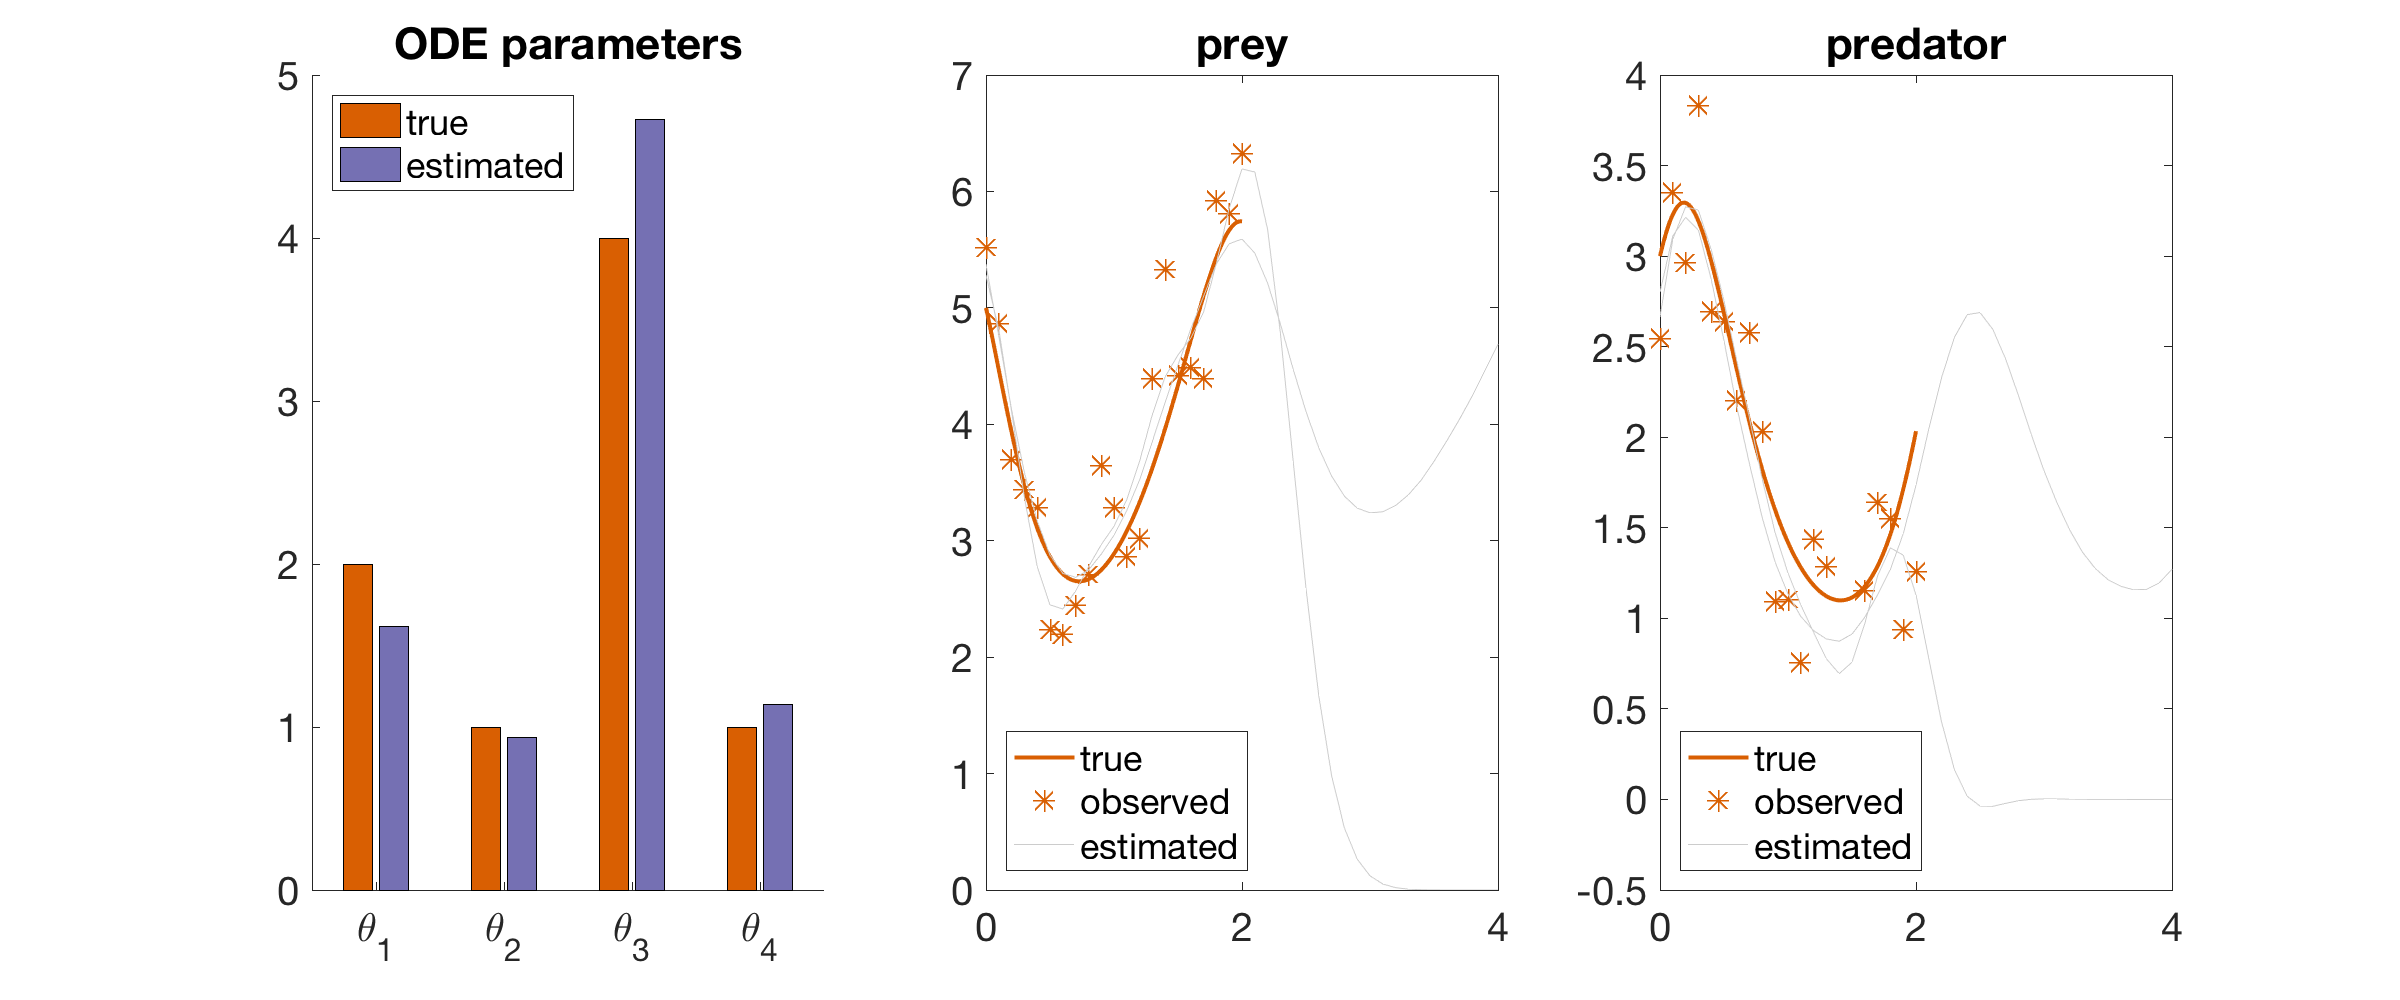 ODE parameters
5
4
3
2
1
0
true
estimated
θ1
θ2
θ3
θ4
prey
7
6
5
4
3
2
1
0
true
observed
estimated
0
2
4
predator
4
3.5
3
2.5
2
1.5
1
0.5
0
-0.5
true
observed
estimated
0
2
4